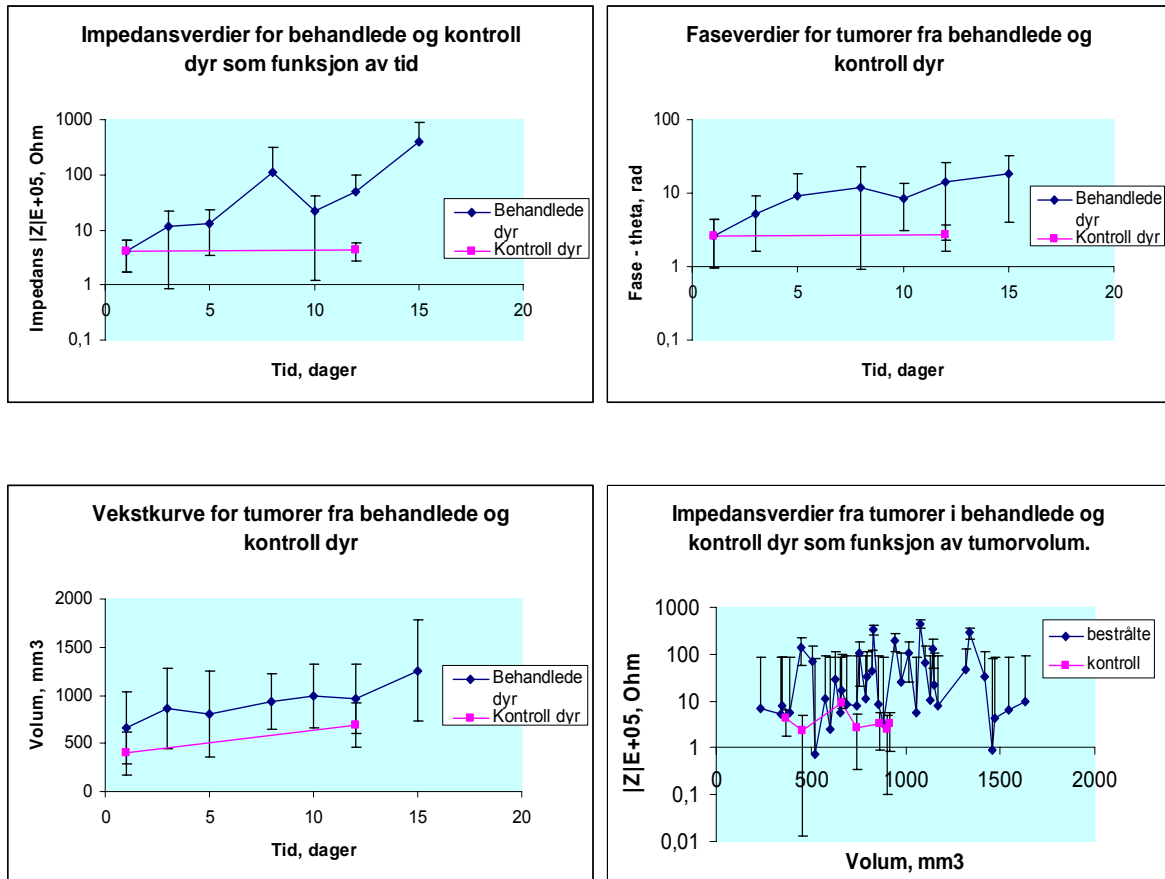 Impedansverdier for behandlede og kontroll
dyr som funksjon av tid
1000
100
10
1
0,1
0
5
10
15
20
Impedans |Z|E+05, Ohm
Tid, dager
Behandlede
dyr
Kontroll dyr
Faseverdier for tumorer fra behandlede og
kontroll dyr
100
10
1
0
5
10
15
20
Fase - theta, rad
Tid, dager
Behandlede
dyr
Kontroll dyr
Vekstkurve for tumorer fra behandlede og
kontroll dyr
2000
1500
1000
500
0
0
5
10
15
20
Volum, mm3
Tid, dager
Behandlede
dyr
Kontroll dyr
Impedansverdier fra tumorer i behandlede og
kontroll dyr som funksjon av tumorvolum.
1000
100
10
1
0,1
0,01
0
500
1000
1500
2000
|Z|E+05, Ohm
Volum, mm3
bestrålte
kontroll